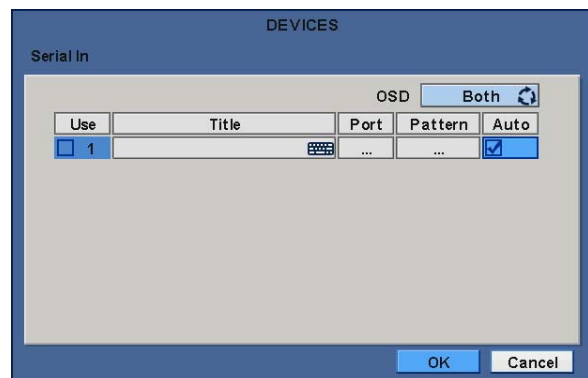 DEVICES
Serial In
OSD Both
Use Title Port Pattern Auto
1 ... ...
OK Cancel